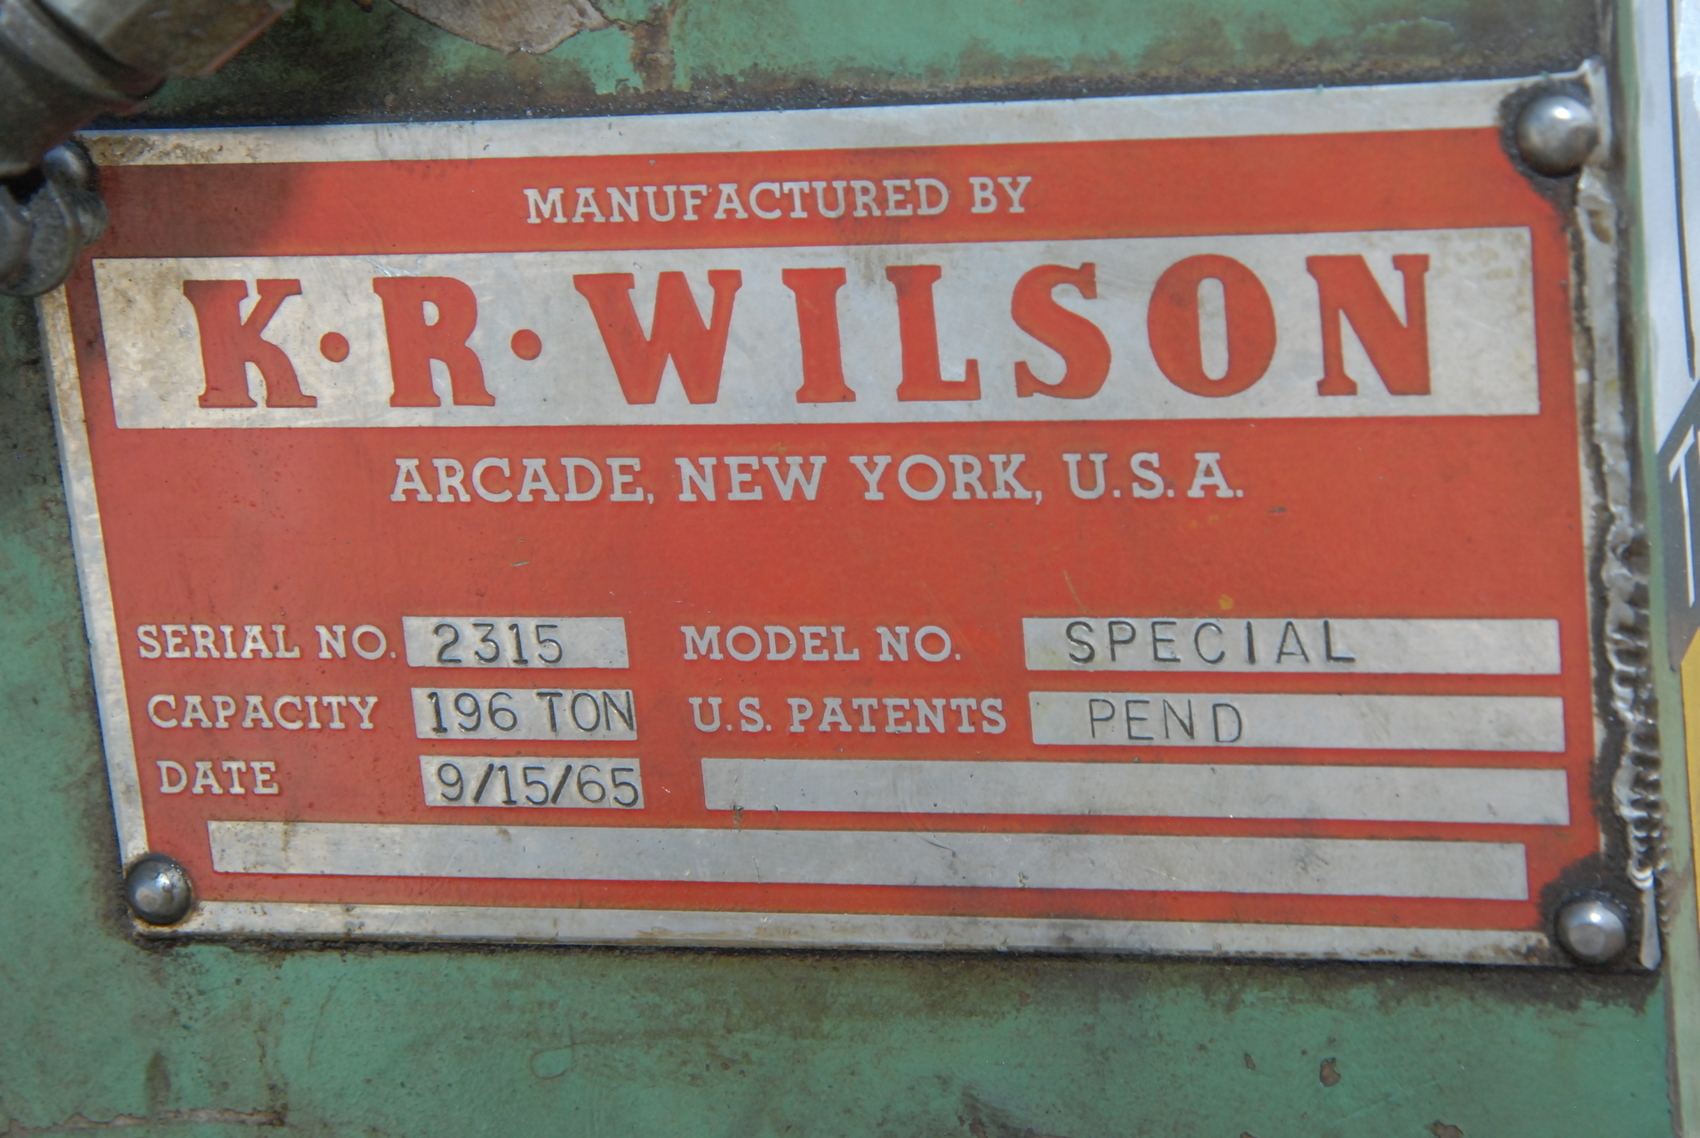 MANUFACTURED BY
K·R·WILSON
ARCADE, NEW YORK, U.S.A.
SERIAL NO. 2315 MODEL NO. SPECIAL
CAPACITY 196 TON U.S. PATENTS PEND
DATE 9/15/65